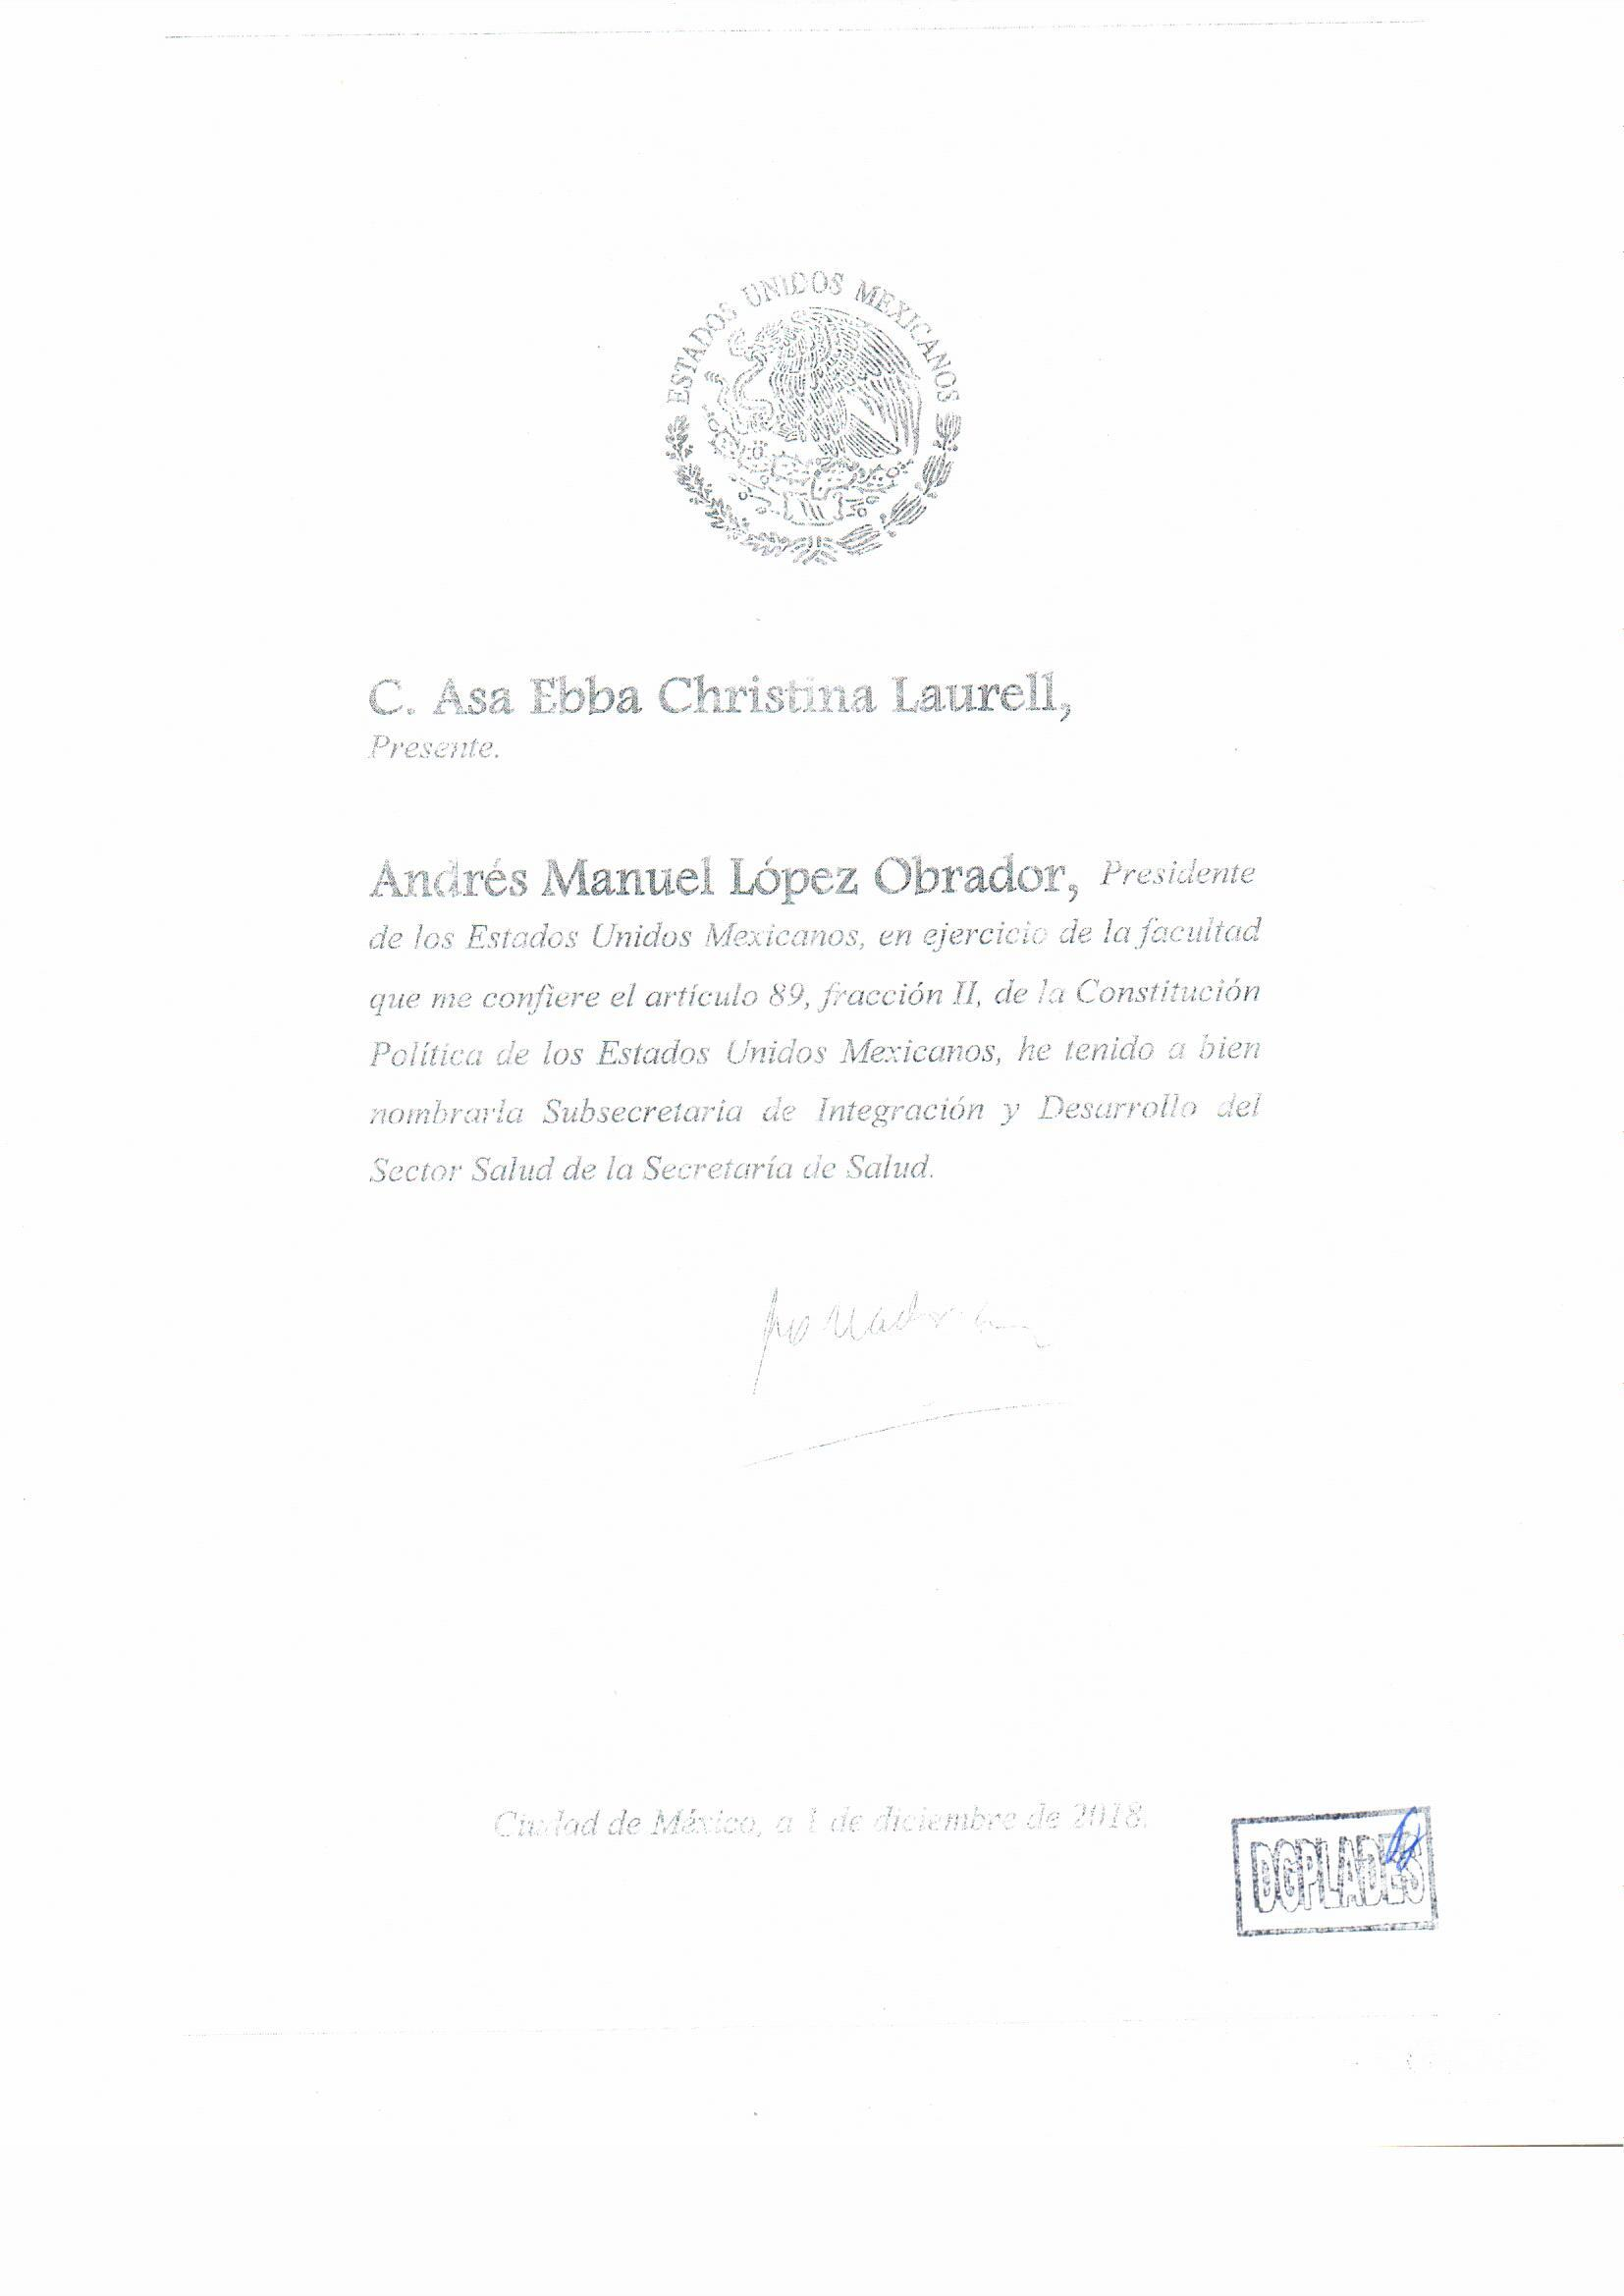 ESTADOS UNIDOS MEXICANOS
C. Asa Ebba Christina Laurell,
Presente.
Andrés Manuel López Obrador, Presidente
de los Estados Unidos Mexicanos, en ejercicio de la facultad
que me confiere el artículo 89, fracción II, de la Constitución
Política de los Estados Unidos Mexicanos, he tenido a bien
nombrarla Subsecretaria de Integración y Desarrollo del
Sector Salud de la Secretaría de Salud.
Ciudad de México, a 1 de diciembre de 2018.
DGPLADES